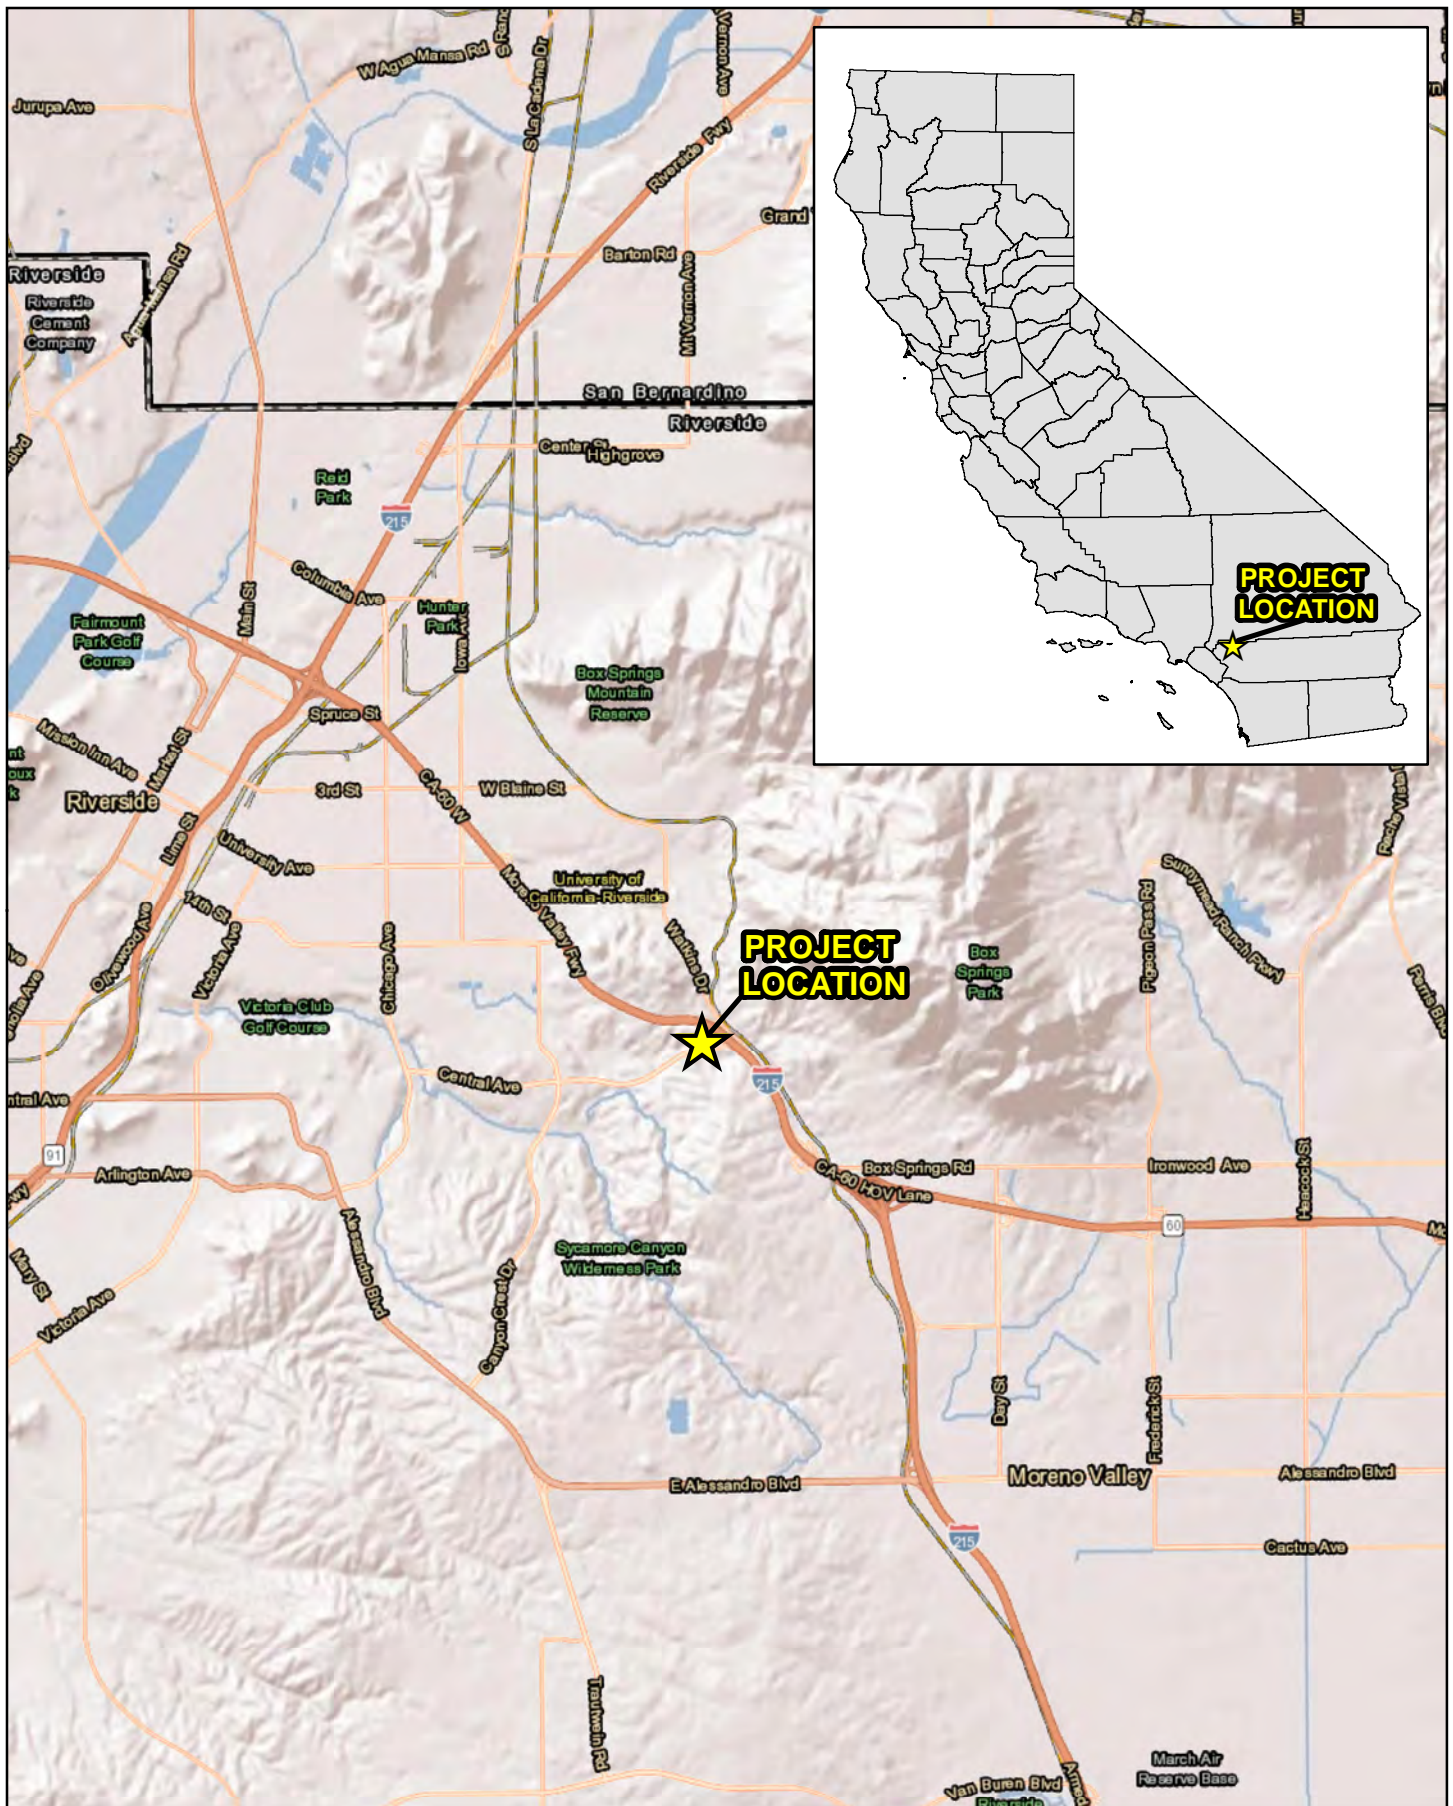 W Agua Mansa Rd
S La Cadena Dr
Vernon Ave
Jurupa Ave
Riverside Fwy
Grand
Barton Rd
Mt Vernon Ave
Agua Mansa Rd
Riverside
Riverside
Cement
Company
San Bernardino
Riverside
Center St
Highgrove
Blvd
Reid
Park
215
Columbia Ave
Main St
Hunter
Park
Iowa Ave
Fairmount
Park Golf
Course
Box Springs
Mountain
Reserve
PROJECT
LOCATION
Spruce St
Mission Inn Ave
Market St
3rd St
CA-60 W
W Blaine St
Riverside
Lime St
University Ave
Moreno Valley Fwy
University of
California-Riverside
14th St
Olivewood Ave
Victoria Ave
Chicago Ave
Watkins Dr
PROJECT
LOCATION
Box
Springs
Park
Pigeon Pass Rd
Sunnymead Ranch Pkwy
Reche Vista
Perris Blvd
Victoria Club
Golf Course
Central Ave
215
ntral Ave
91
Arlington Ave
Box Springs Rd
CA-60 HOV Lane
Ironwood Ave
Heacock St
60
Alessandro Blvd
Sycamore Canyon
Wilderness Park
Mary St
Victoria Ave
Canyon Crest Dr
Day St
Frederick St
E Alessandro Blvd
Moreno Valley
Alessandro Blvd
215
Cactus Ave
Trautwein Rd
March Air
Reserve Base
Van Buren Blvd
Riverside